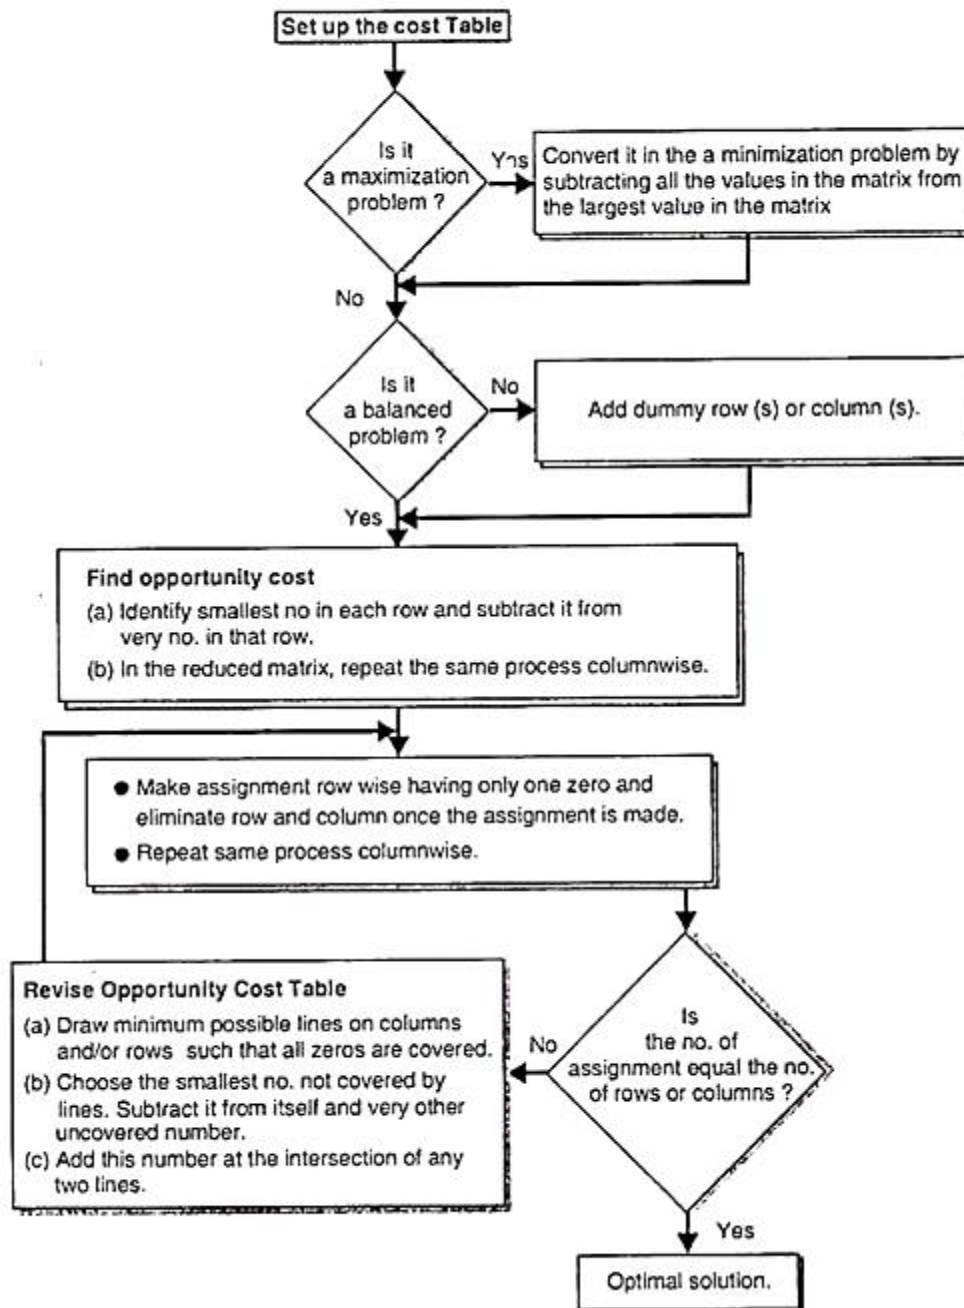 Set up the cost Table
Is it
a maximization
problem ?
Yes
Convert it in the a minimization problem by
subtracting all the values in the matrix from
the largest value in the matrix
No
Is it
a balanced
problem ?
No
Add dummy row (s) or column (s).
Yes
Find opportunity cost
(a) Identify smallest no in each row and subtract it from
very no. in that row.
(b) In the reduced matrix, repeat the same process columnwise.
● Make assignment row wise having only one zero and
eliminate row and column once the assignment is made.
● Repeat same process columnwise.
Is
the no. of
assignment equal the no.
of rows or columns ?
No
Revise Opportunity Cost Table
(a) Draw minimum possible lines on columns
and/or rows such that all zeros are covered.
(b) Choose the smallest no. not covered by
lines. Subtract it from itself and very other
uncovered number.
(c) Add this number at the intersection of any
two lines.
Yes
Optimal solution.